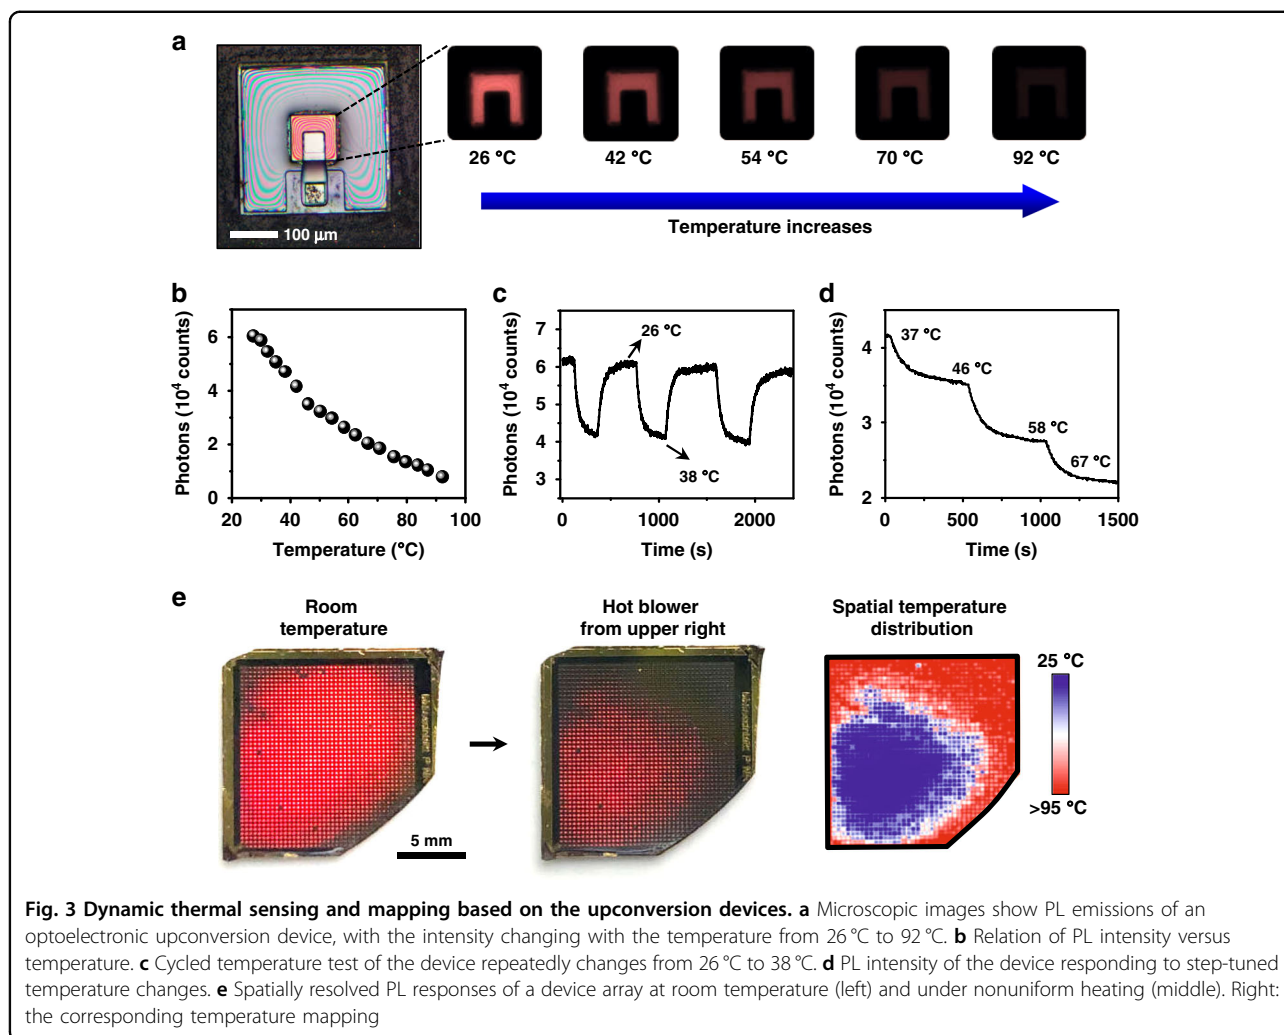 a
100 µm
26 °C
42 °C
54 °C
70 °C
92 °C
Temperature increases
b
Photons (10⁴ counts)
6
4
2
0
20
40
60
80
100
Temperature (°C)
c
Photons (10⁴ counts)
7
6
5
4
3
26 °C
38 °C
0
1000
2000
Time (s)
d
Photons (10⁴ counts)
4
3
2
37 °C
46 °C
58 °C
67 °C
0
500
1000
1500
Time (s)
e
Room
temperature
5 mm
Hot blower
from upper right
Spatial temperature
distribution
25 °C
>95 °C
Fig. 3 Dynamic thermal sensing and mapping based on the upconversion devices. a Microscopic images show PL emissions of an
optoelectronic upconversion device, with the intensity changing with the temperature from 26 °C to 92 °C. b Relation of PL intensity versus
temperature. c Cycled temperature test of the device repeatedly changes from 26 °C to 38 °C. d PL intensity of the device responding to step-tuned
temperature changes. e Spatially resolved PL responses of a device array at room temperature (left) and under nonuniform heating (middle). Right:
the corresponding temperature mapping